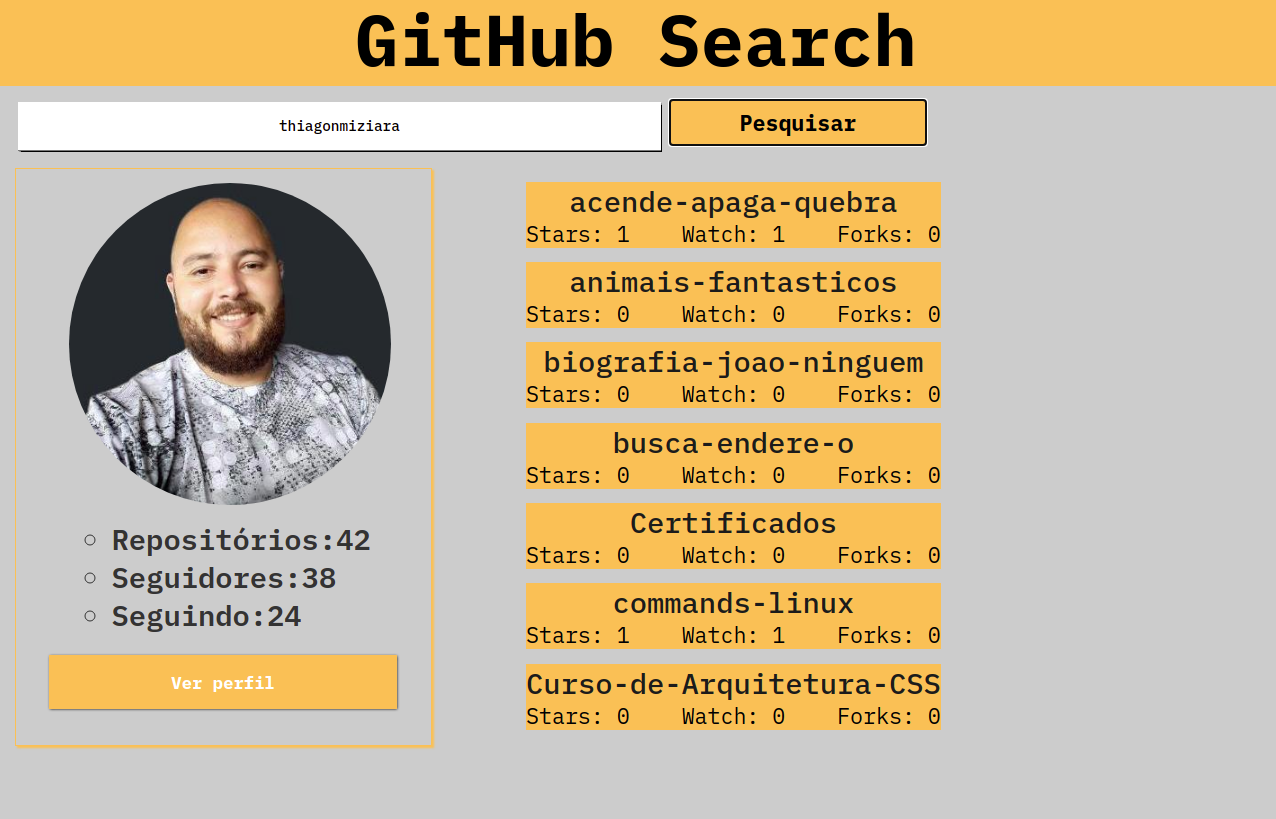 GitHub Search
thiagonmiziara
Pesquisar
Repositórios:42
Seguidores:38
Seguindo:24
Ver perfil
acende-apaga-quebra
Stars: 1 Watch: 1 Forks: 0
animais-fantasticos
Stars: 0 Watch: 0 Forks: 0
biografia-joao-ninguem
Stars: 0 Watch: 0 Forks: 0
busca-endere-o
Stars: 0 Watch: 0 Forks: 0
Certificados
Stars: 0 Watch: 0 Forks: 0
commands-linux
Stars: 1 Watch: 1 Forks: 0
Curso-de-Arquitetura-CSS
Stars: 0 Watch: 0 Forks: 0